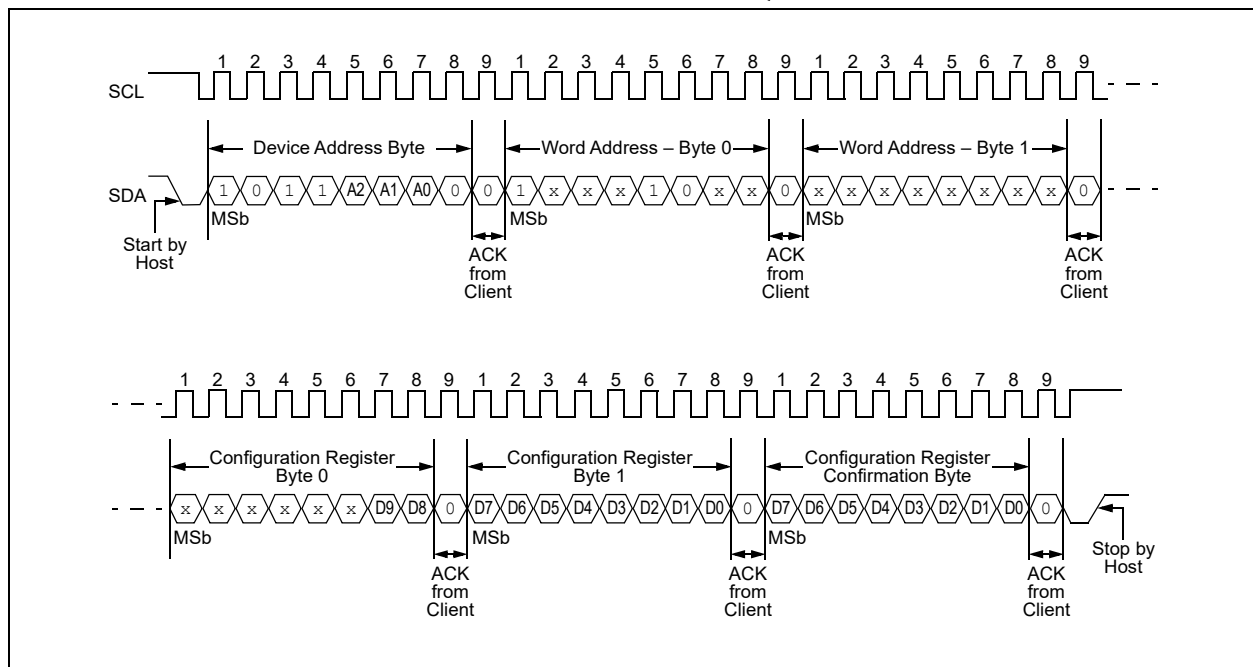 1 2 3 4 5 6 7 8 9 1 2 3 4 5 6 7 8 9 1 2 3 4 5 6 7 8 9
SCL
Device Address Byte
Word Address – Byte 0
Word Address – Byte 1
SDA
1 0 1 1 A2 A1 A0 0 0 1 x x x 1 0 x x 0 x x x x x x x x 0
MSb MSb MSb
Start by
Host
ACK
from
Client
ACK
from
Client
ACK
from
Client
1 2 3 4 5 6 7 8 9 1 2 3 4 5 6 7 8 9 1 2 3 4 5 6 7 8 9
Configuration Register
Byte 0
Configuration Register
Byte 1
Configuration Register
Confirmation Byte
x x x x x x D9 D8 0 D7 D6 D5 D4 D3 D2 D1 D0 0 D7 D6 D5 D4 D3 D2 D1 D0 0
MSb MSb MSb
ACK
from
Client
ACK
from
Client
ACK
from
Client
Stop by
Host